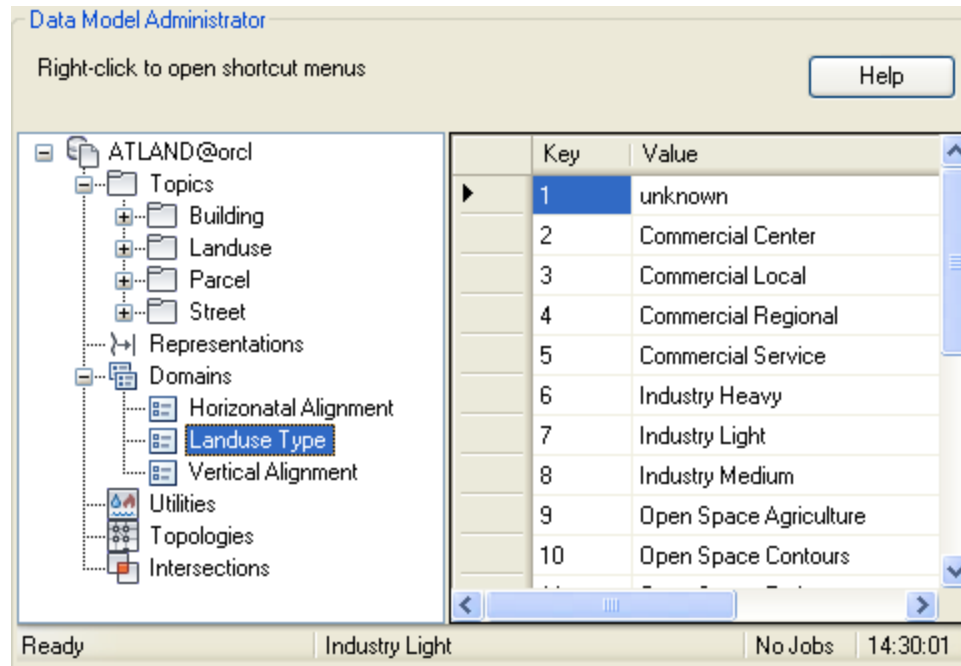 Data Model Administrator
Right-click to open shortcut menus
Help
ATLAND@orcl
Topics
Building
Landuse
Parcel
Street
Representations
Domains
Horizonatal Alignment
Landuse Type
Vertical Alignment
Utilities
Topologies
Intersections
Key Value
1 unknown
2 Commercial Center
3 Commercial Local
4 Commercial Regional
5 Commercial Service
6 Industry Heavy
7 Industry Light
8 Industry Medium
9 Open Space Agriculture
10 Open Space Contours
Ready Industry Light No Jobs 14:30:01